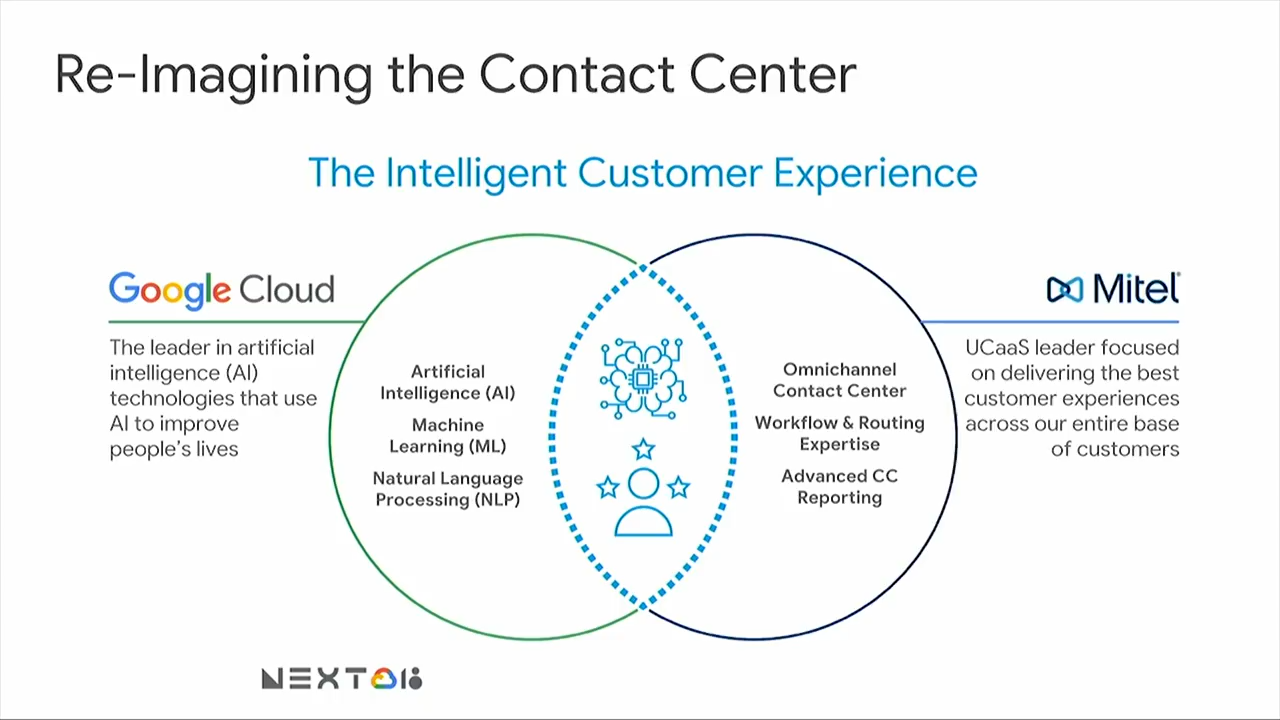 Re-Imagining the Contact Center
The Intelligent Customer Experience
Google Cloud
The leader in artificial
intelligence (AI)
technologies that use
AI to improve
people's lives
Artificial
Intelligence (AI)
Machine
Learning (ML)
Natural Language
Processing (NLP)
Omnichannel
Contact Center
Workflow & Routing
Expertise
Advanced CC
Reporting
Mitel
UCaaS leader focused
on delivering the best
customer experiences
across our entire base
of customers
NEXT 18